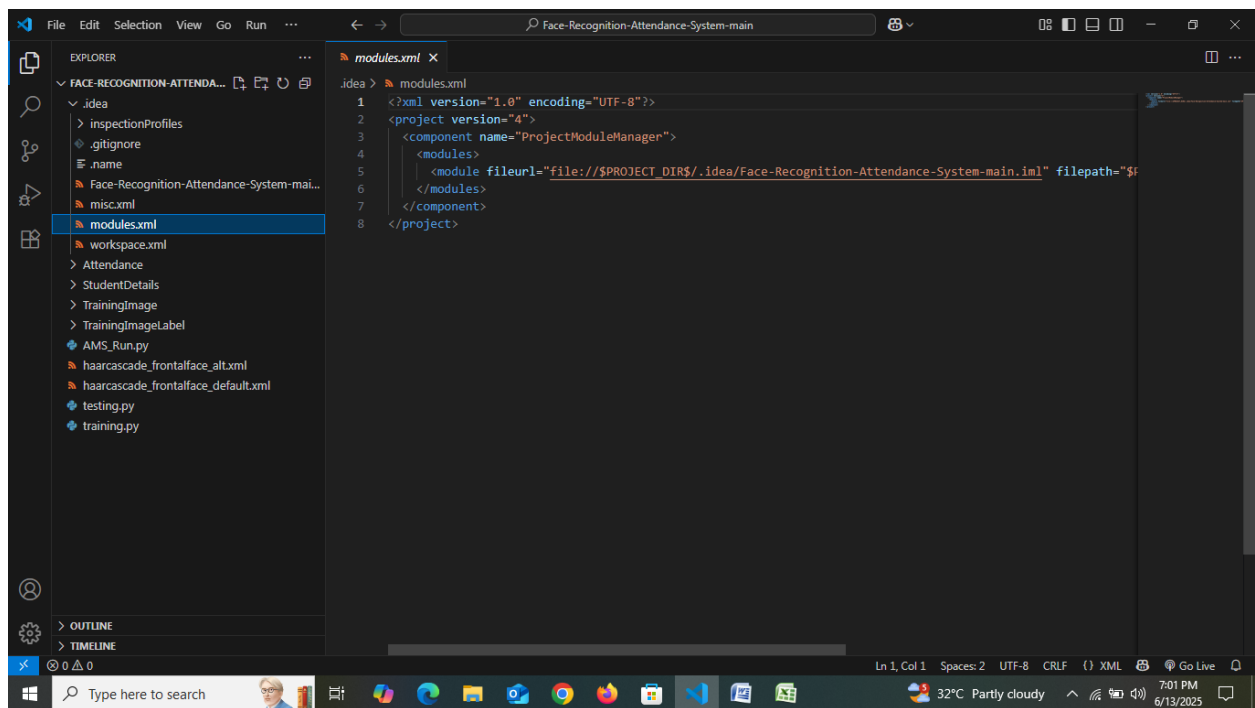 File Edit Selection View Go Run ...
Face-Recognition-Attendance-System-main
EXPLORER
FACE-RECOGNITION-ATTENDA...
.idea
inspectionProfiles
.gitignore
.name
Face-Recognition-Attendance-System-mai...
misc.xml
modules.xml
workspace.xml
Attendance
StudentDetails
TrainingImage
TrainingImageLabel
AMS_Run.py
haarcascade_frontalface_alt.xml
haarcascade_frontalface_default.xml
testing.py
training.py
OUTLINE
TIMELINE
modules.xml
.idea > modules.xml
1 <?xml version="1.0" encoding="UTF-8"?>
2 <project version="4">
3 <component name="ProjectModuleManager">
4 <modules>
5 <module fileurl="file://$PROJECT_DIR$/.idea/Face-Recognition-Attendance-System-main.iml" filepath="$P
6 </modules>
7 </component>
8 </project>
0 0 Ln 1, Col 1 Spaces: 2 UTF-8 CRLF {} XML Go Live
Type here to search
32°C Partly cloudy
7:01 PM
6/13/2025